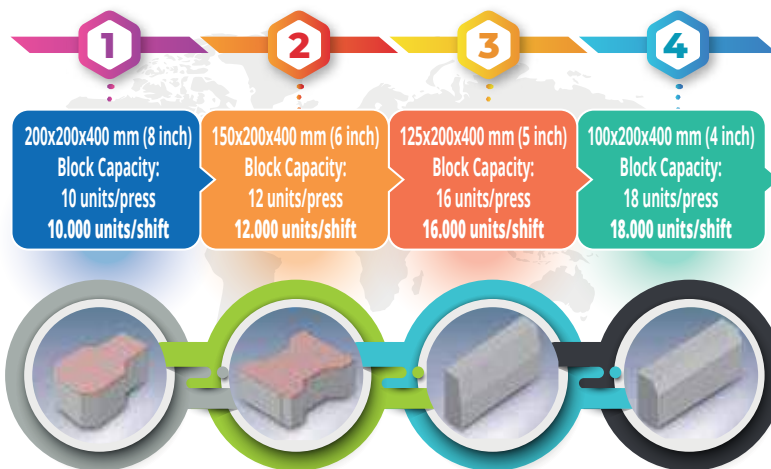 1
2
3
4
200x200x400 mm (8 inch)
Block Capacity:
10 units/press
10.000 units/shift
150x200x400 mm (6 inch)
Block Capacity:
12 units/press
12.000 units/shift
125x200x400 mm (5 inch)
Block Capacity:
16 units/press
16.000 units/shift
100x200x400 mm (4 inch)
Block Capacity:
18 units/press
18.000 units/shift